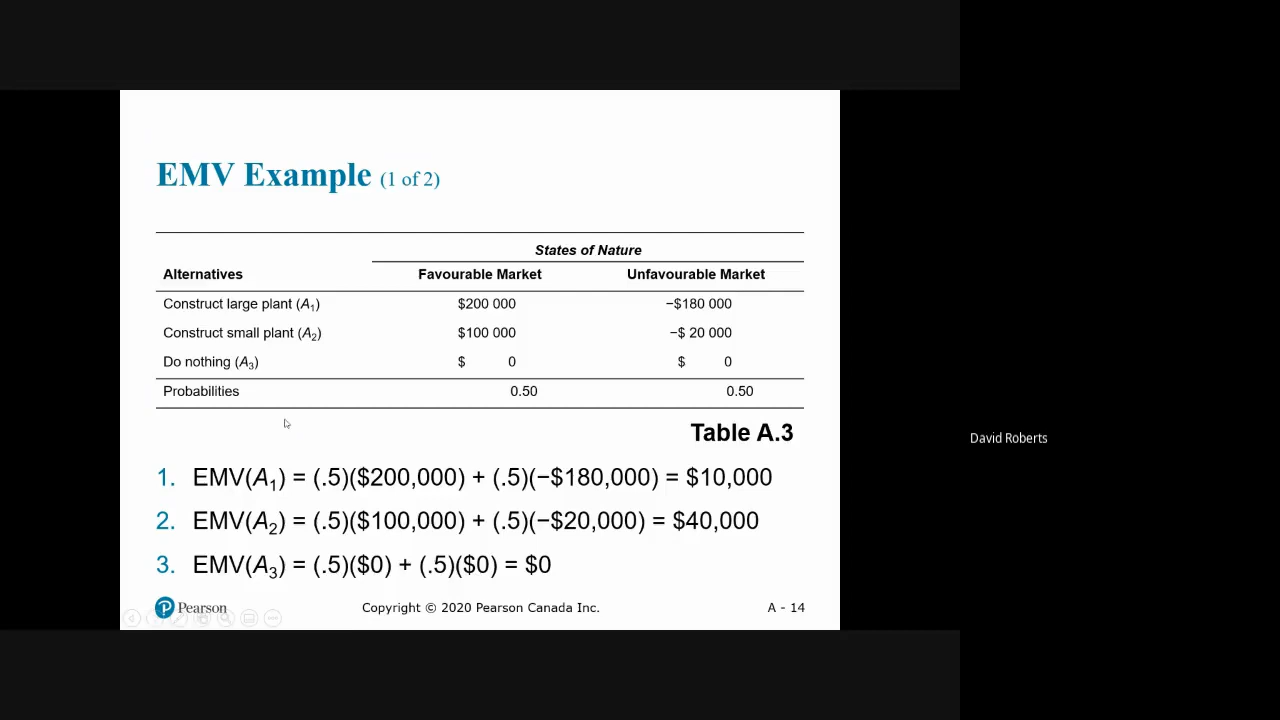 EMV Example (1 of 2)
States of Nature
Alternatives Favourable Market Unfavourable Market
Construct large plant (A1) $200 000 −$180 000
Construct small plant (A2) $100 000 −$ 20 000
Do nothing (A3) $ 0 $ 0
Probabilities 0.50 0.50
Table A.3
1. EMV(A1) = (.5)($200,000) + (.5)(−$180,000) = $10,000
2. EMV(A2) = (.5)($100,000) + (.5)(−$20,000) = $40,000
3. EMV(A3) = (.5)($0) + (.5)($0) = $0
P Pearson Copyright © 2020 Pearson Canada Inc. A - 14
David Roberts